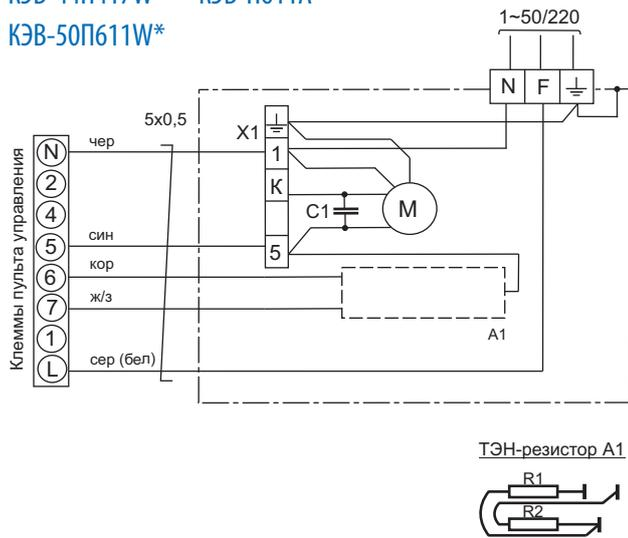 КЭВ-50П611W*
1~50/220
N F
5x0,5
X1
чер
1
К
C1
M
5
син
кор
ж/з
A1
сер (бел)
Клеммы пульта управления
N
2
4
5
6
7
1
L
ТЭН-резистор А1
R1
R2